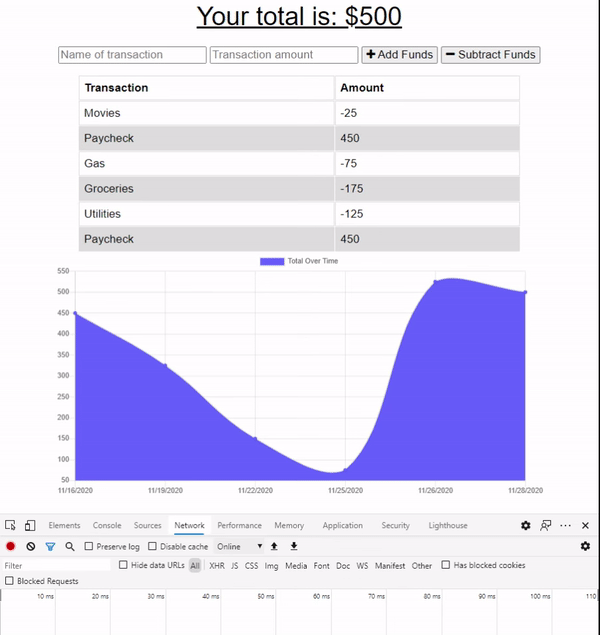 Your total is: $500
Name of transaction Transaction amount + Add Funds − Subtract Funds
Transaction Amount
Movies -25
Paycheck 450
Gas -75
Groceries -175
Utilities -125
Paycheck 450
Total Over Time
550
500
450
400
350
300
250
200
150
100
50
11/16/2020 11/19/2020 11/22/2020 11/25/2020 11/26/2020 11/28/2020
Elements Console Sources Network Performance Memory Application Security Lighthouse
Preserve log Disable cache Online
Filter Hide data URLs All XHR JS CSS Img Media Font Doc WS Manifest Other Has blocked cookies
Blocked Requests
10 ms 20 ms 30 ms 40 ms 50 ms 60 ms 70 ms 80 ms 90 ms 100 ms 110